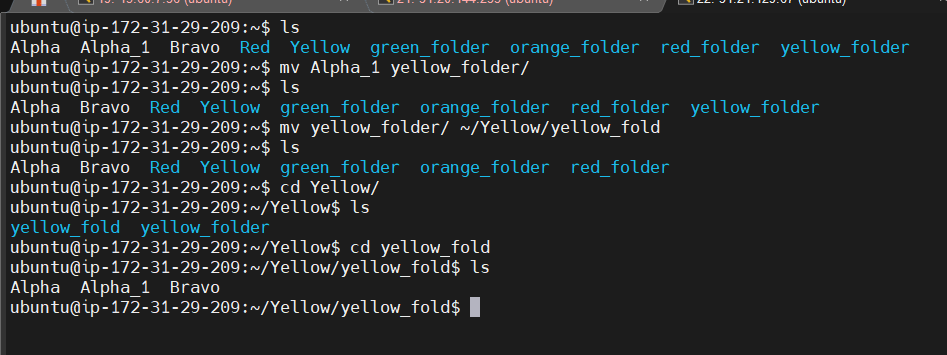 ubuntu@ip-172-31-29-209:~$ ls
Alpha  Alpha_1  Bravo  Red  Yellow  green_folder  orange_folder  red_folder  yellow_folder
ubuntu@ip-172-31-29-209:~$ mv Alpha_1 yellow_folder/
ubuntu@ip-172-31-29-209:~$ ls
Alpha  Bravo  Red  Yellow  green_folder  orange_folder  red_folder  yellow_folder
ubuntu@ip-172-31-29-209:~$ mv yellow_folder/ ~/Yellow/yellow_fold
ubuntu@ip-172-31-29-209:~$ ls
Alpha  Bravo  Red  Yellow  green_folder  orange_folder  red_folder
ubuntu@ip-172-31-29-209:~$ cd Yellow/
ubuntu@ip-172-31-29-209:~/Yellow$ ls
yellow_fold  yellow_folder
ubuntu@ip-172-31-29-209:~/Yellow$ cd yellow_fold
ubuntu@ip-172-31-29-209:~/Yellow/yellow_fold$ ls
Alpha  Alpha_1  Bravo
ubuntu@ip-172-31-29-209:~/Yellow/yellow_fold$